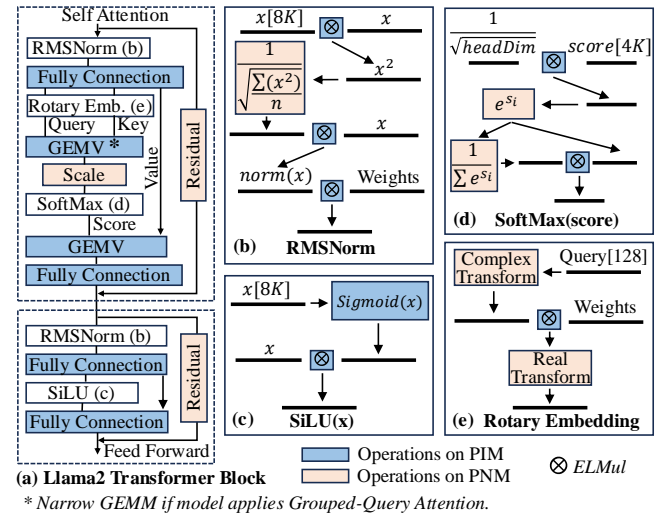 Self Attention
RMSNorm (b)
Fully Connection
Rotary Emb. (e)
Query Key
GEMV *
Scale
SoftMax (d)
Score
GEMV
Fully Connection
Value
Residual
RMSNorm (b)
Fully Connection
SiLU (c)
Fully Connection
Residual
Feed Forward
(a) Llama2 Transformer Block
x[8K] ⊗ x
1/√(∑(x²)/n)
x²
⊗ x
norm(x) ⊗ Weights
(b) RMSNorm
x[8K]
Sigmoid(x)
x ⊗
(c) SiLU(x)
1/√headDim ⊗ score[4K]
e^{s_i}
1/∑ e^{s_i} ⊗
(d) SoftMax(score)
Complex
Transform
Query[128]
⊗ Weights
Real
Transform
(e) Rotary Embedding
Operations on PIM
Operations on PNM
⊗ ELMul
* Narrow GEMM if model applies Grouped-Query Attention.